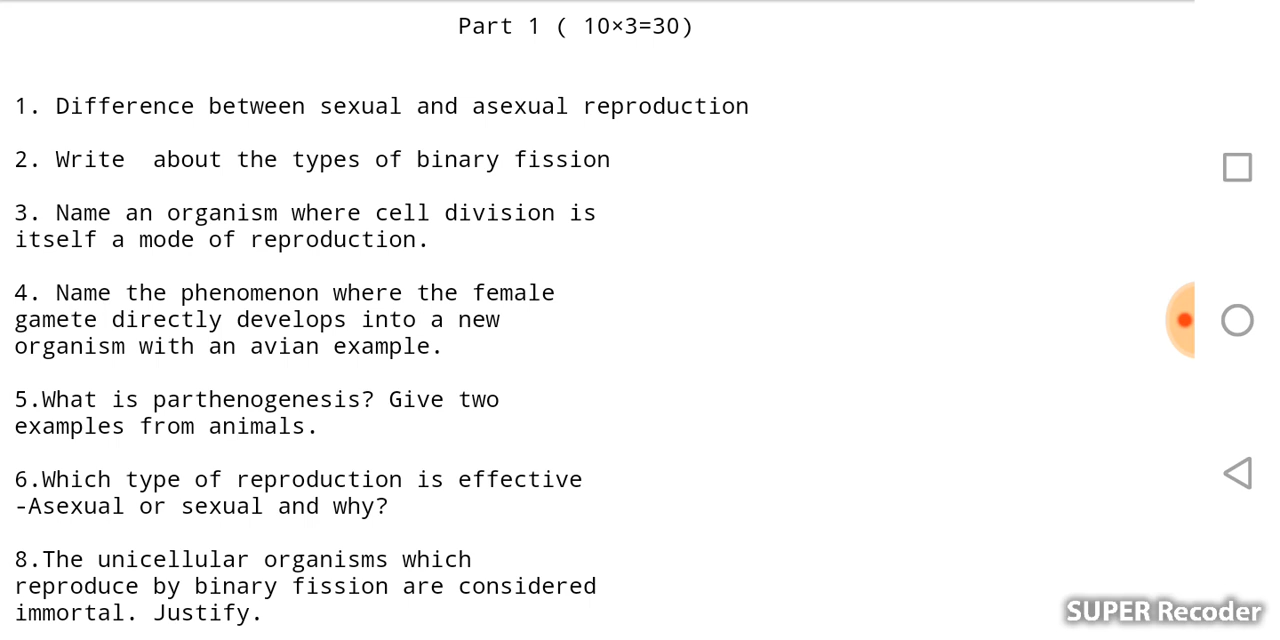 Part 1 ( 10×3=30)
1. Difference between sexual and asexual reproduction
2. Write  about the types of binary fission
3. Name an organism where cell division is
itself a mode of reproduction.
4. Name the phenomenon where the female
gamete directly develops into a new
organism with an avian example.
5.What is parthenogenesis? Give two
examples from animals.
6.Which type of reproduction is effective
-Asexual or sexual and why?
8.The unicellular organisms which
reproduce by binary fission are considered
immortal. Justify.
SUPER Recoder